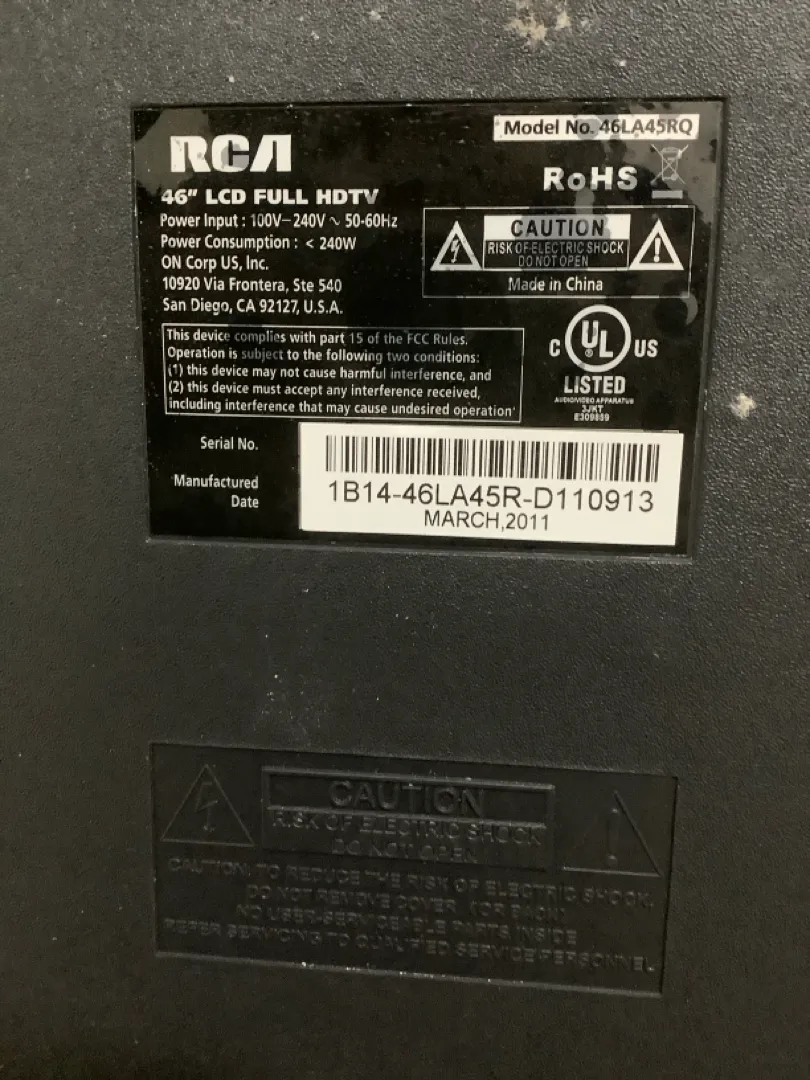 Model No. 46LA45RQ
RCA
RoHS
46" LCD FULL HDTV
Power Input : 100V– 240V ~ 50-60Hz
Power Consumption : < 240W
ON Corp US, Inc.
10920 Via Frontera, Ste 540
San Diego, CA 92127, U.S.A.
CAUTION
RISK OF ELECTRIC SHOCK
DO NOT OPEN
Made in China
This device complies with part 15 of the FCC Rules.
Operation is subject to the following two conditions:
(1) this device may not cause harmful interference, and
(2) this device must accept any interference received,
including interference that may cause undesired operation
C UL ® US
LISTED
AUDIO/VIDEO APPARATUS
3JKT
E309859
Serial No.
Manufactured
Date
1B14-46LA45R-D110913
MARCH,2011
CAUTION
RISK OF ELECTRIC SHOCK
DO NOT OPEN
CAUTION: TO REDUCE THE RISK OF ELECTRIC SHOCK,
DO NOT REMOVE COVER (OR BACK)
NO USER-SERVICEABLE PARTS INSIDE
REFER SERVICING TO QUALIFIED SERVICE PERSONNEL